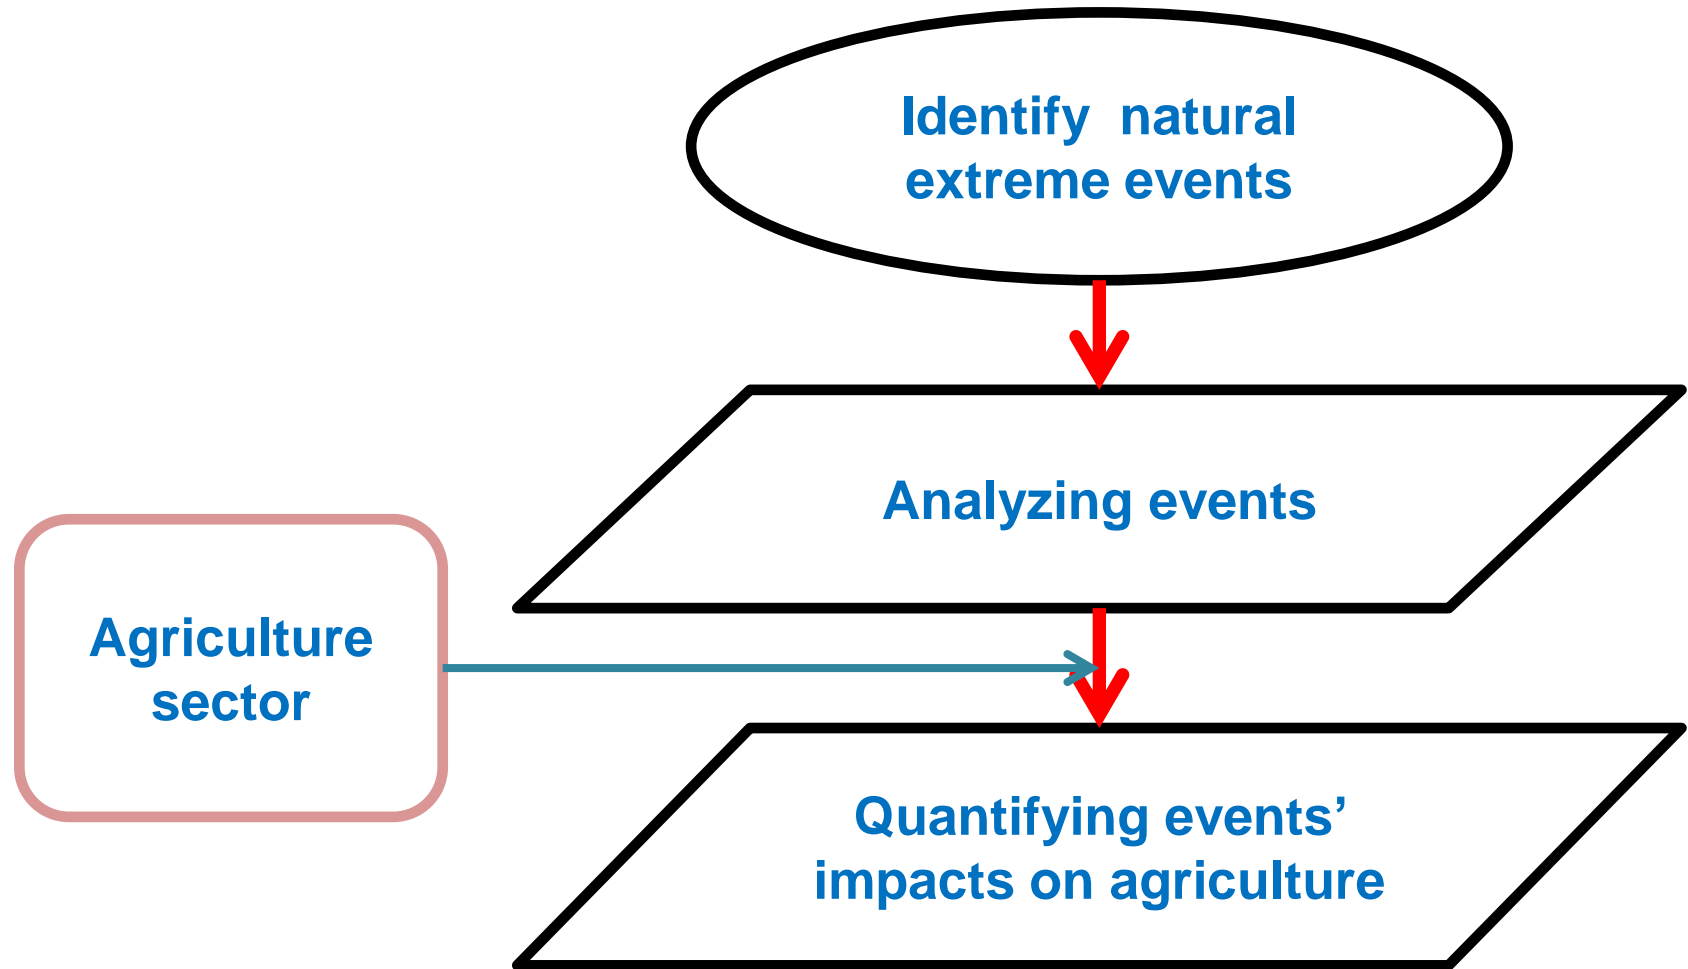 Identify  natural
extreme events
Analyzing events
Agriculture
sector
Quantifying events’
impacts on agriculture